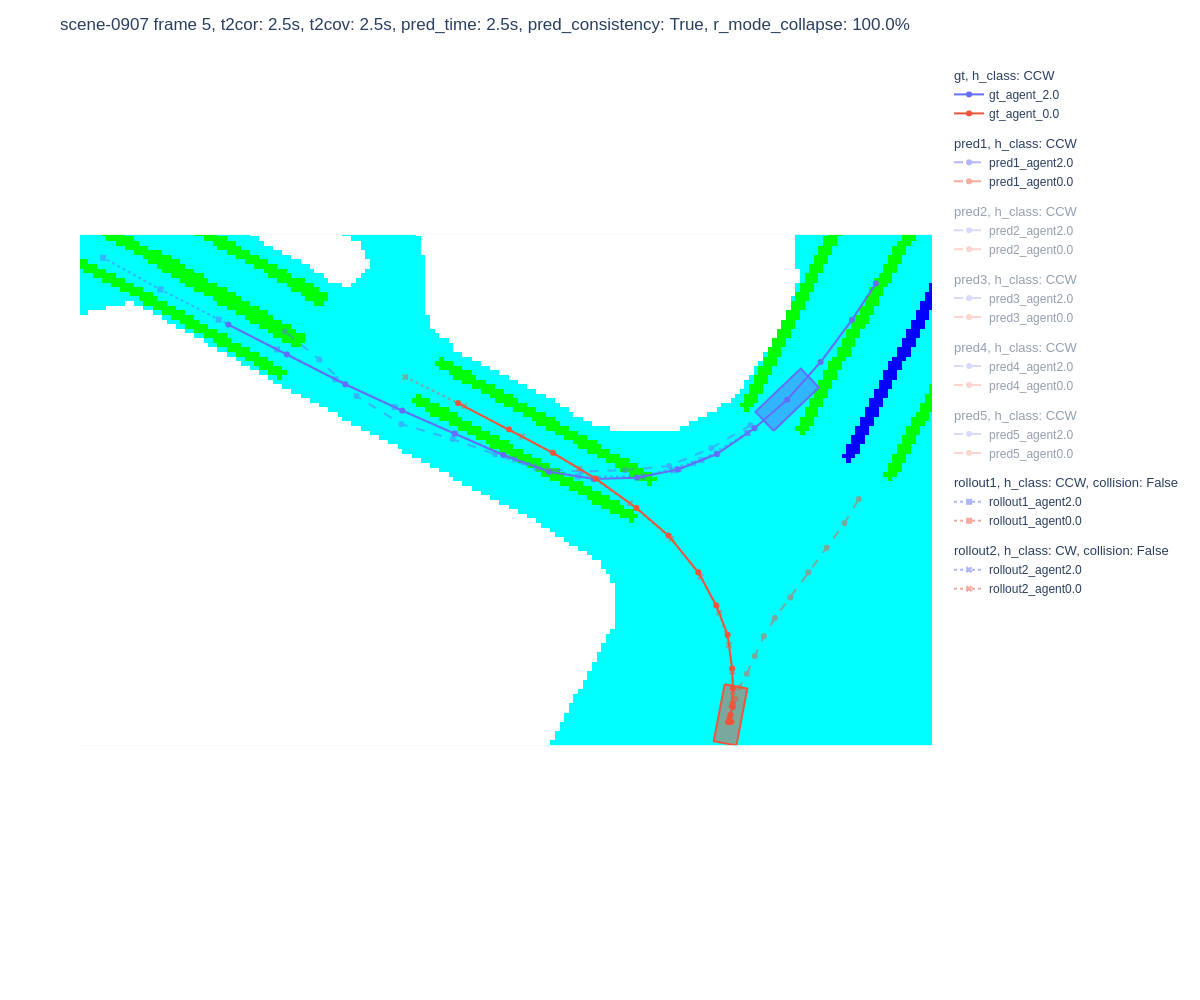 scene-0907 frame 5, t2cor: 2.5s, t2cov: 2.5s, pred_time: 2.5s, pred_consistency: True, r_mode_collapse: 100.0%
gt, h_class: CCW
gt_agent_2.0
gt_agent_0.0
pred1, h_class: CCW
pred1_agent2.0
pred1_agent0.0
pred2, h_class: CCW
pred2_agent2.0
pred2_agent0.0
pred3, h_class: CCW
pred3_agent2.0
pred3_agent0.0
pred4, h_class: CCW
pred4_agent2.0
pred4_agent0.0
pred5, h_class: CCW
pred5_agent2.0
pred5_agent0.0
rollout1, h_class: CCW, collision: False
rollout1_agent2.0
rollout1_agent0.0
rollout2, h_class: CW, collision: False
rollout2_agent2.0
rollout2_agent0.0